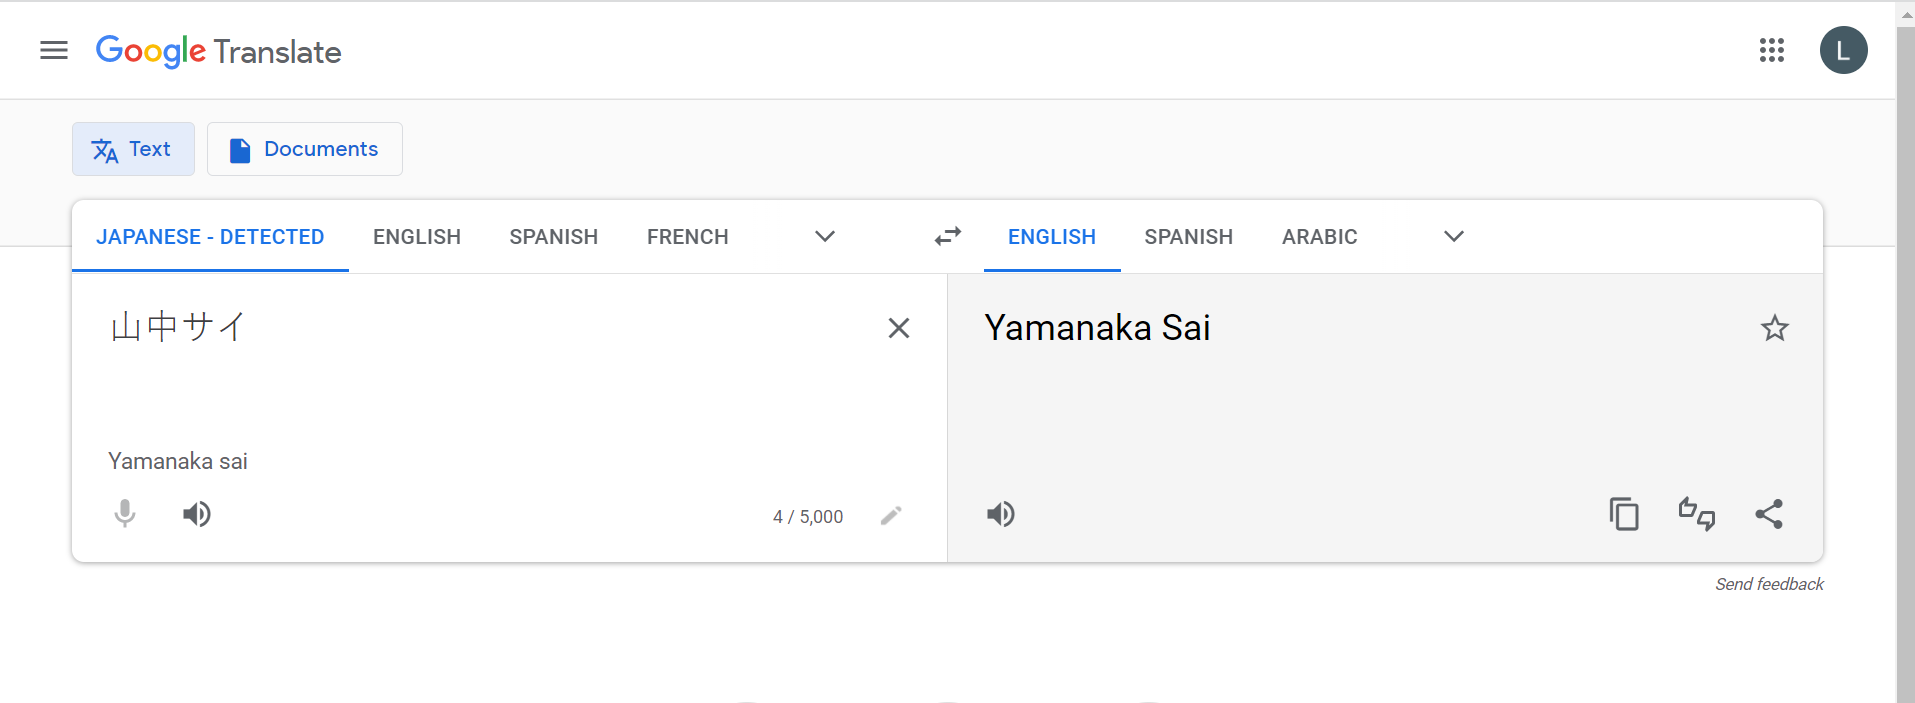 Google Translate
L
Text Documents
JAPANESE - DETECTED ENGLISH SPANISH FRENCH ENGLISH SPANISH ARABIC
山中サイ
Yamanaka Sai
Yamanaka sai
4 / 5,000
Send feedback